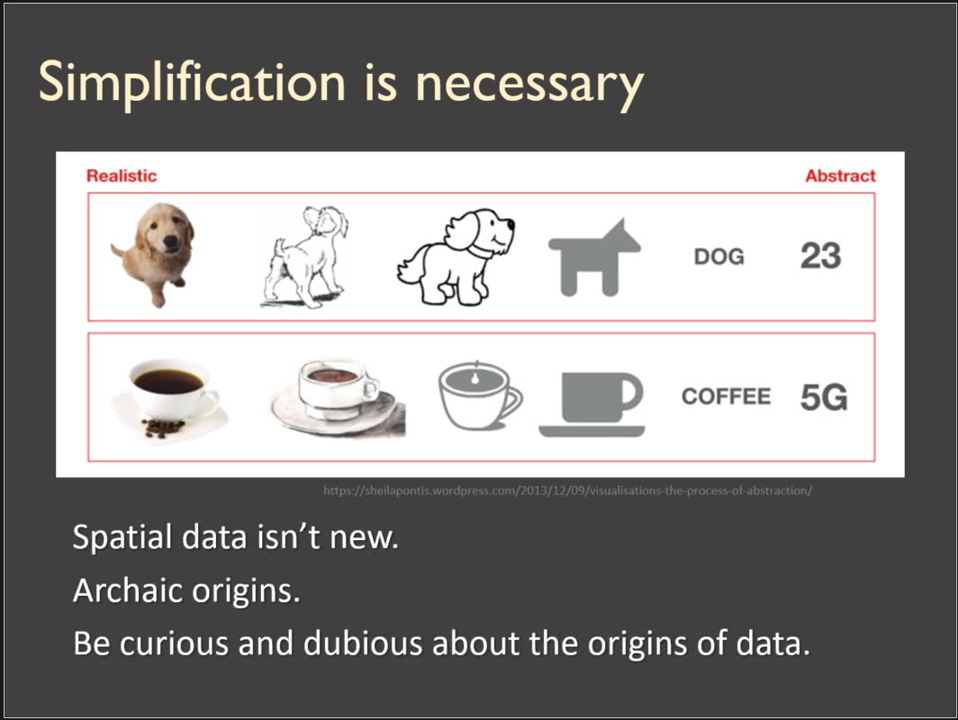 Simplification is necessary
Realistic
Abstract
DOG
23
COFFEE
5G
https://sheilapontis.wordpress.com/2013/12/09/visualisations-the-process-of-abstraction/
Spatial data isn’t new.
Archaic origins.
Be curious and dubious about the origins of data.